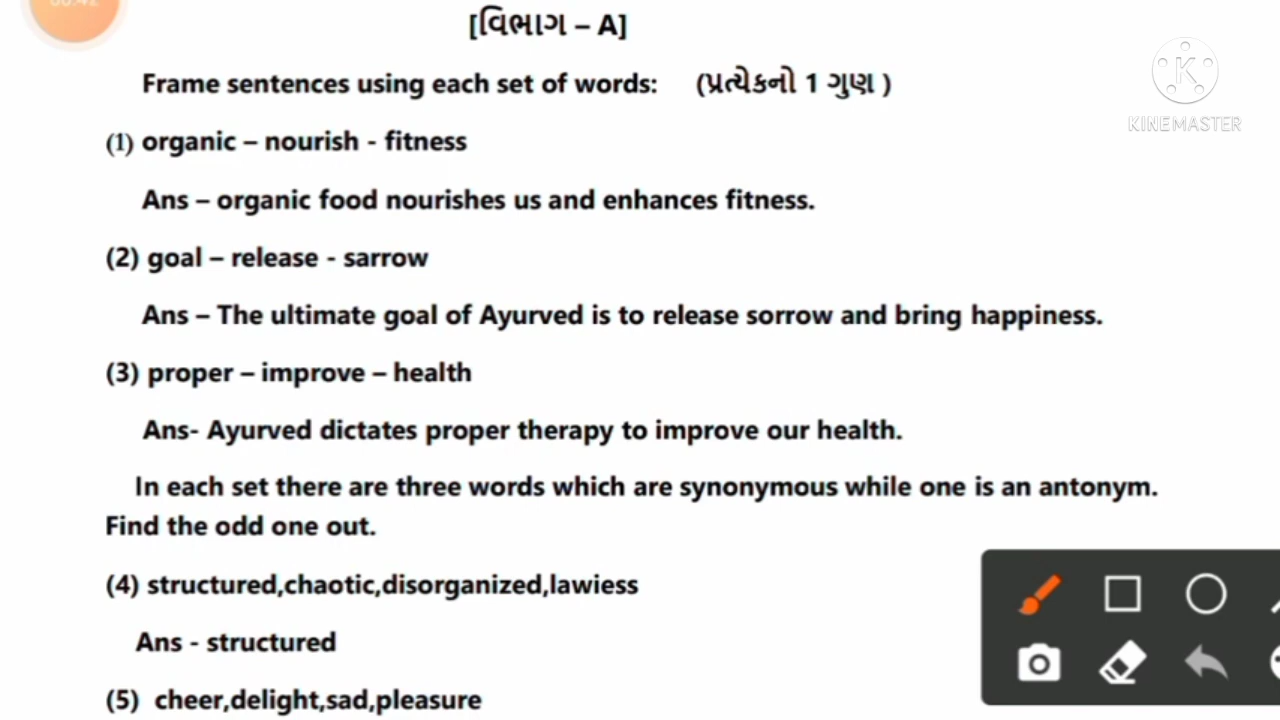 [વિભાગ – A]
Frame sentences using each set of words: (પ્રત્યેકનો 1 ગુણ )
KINEMASTER
(1) organic – nourish - fitness
Ans – organic food nourishes us and enhances fitness.
(2) goal – release - sarrow
Ans – The ultimate goal of Ayurved is to release sorrow and bring happiness.
(3) proper – improve – health
Ans- Ayurved dictates proper therapy to improve our health.
In each set there are three words which are synonymous while one is an antonym.
Find the odd one out.
(4) structured,chaotic,disorganized,lawiess
Ans - structured
(5) cheer,delight,sad,pleasure